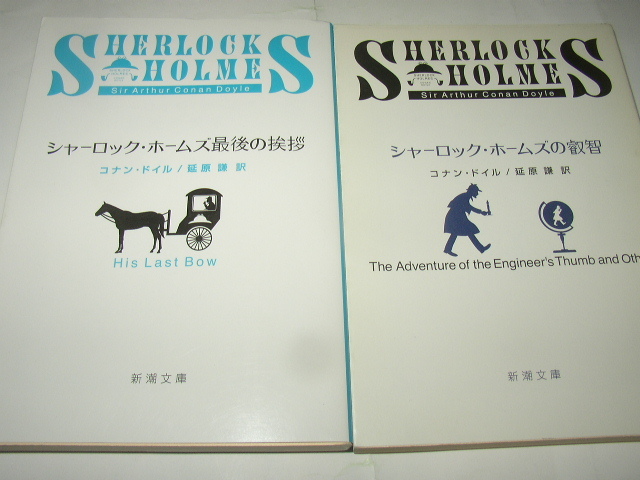 SHERLOCK
HOLMES
Sir Arthur Conan Doyle
シャーロック・ホームズ最後の挨拶
コナン・ドイル/延原謙 訳
His Last Bow
新潮文庫
SHERLOCK
HOLMES
Sir Arthur Conan Doyle
シャーロック・ホームズの叡智
コナン・ドイル/延原謙 訳
The Adventure of the Engineer's Thumb and Oth
新潮文庫